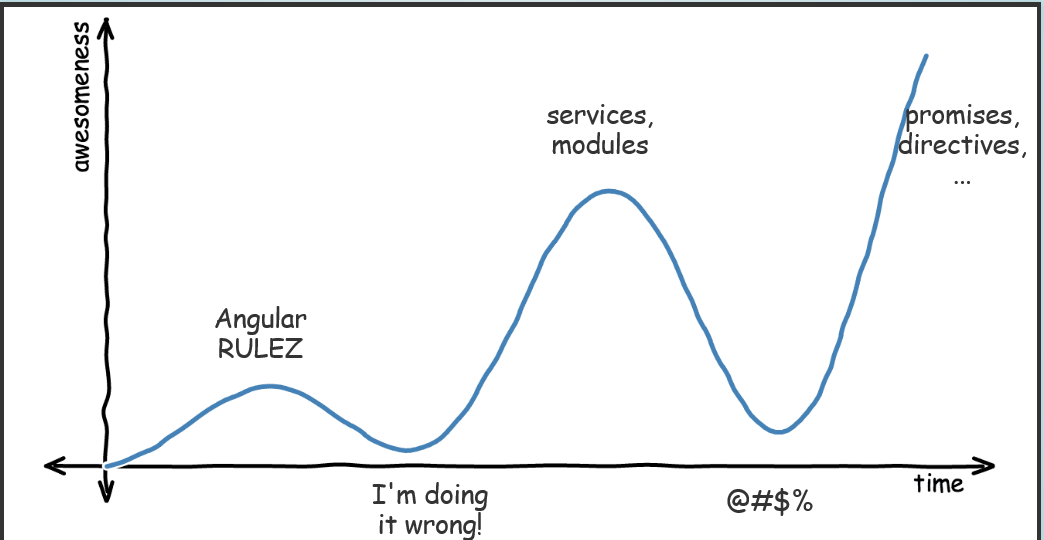 awesomeness
services,
modules
promises,
directives,
...
Angular
RULEZ
time
I'm doing
it wrong!
@#$%